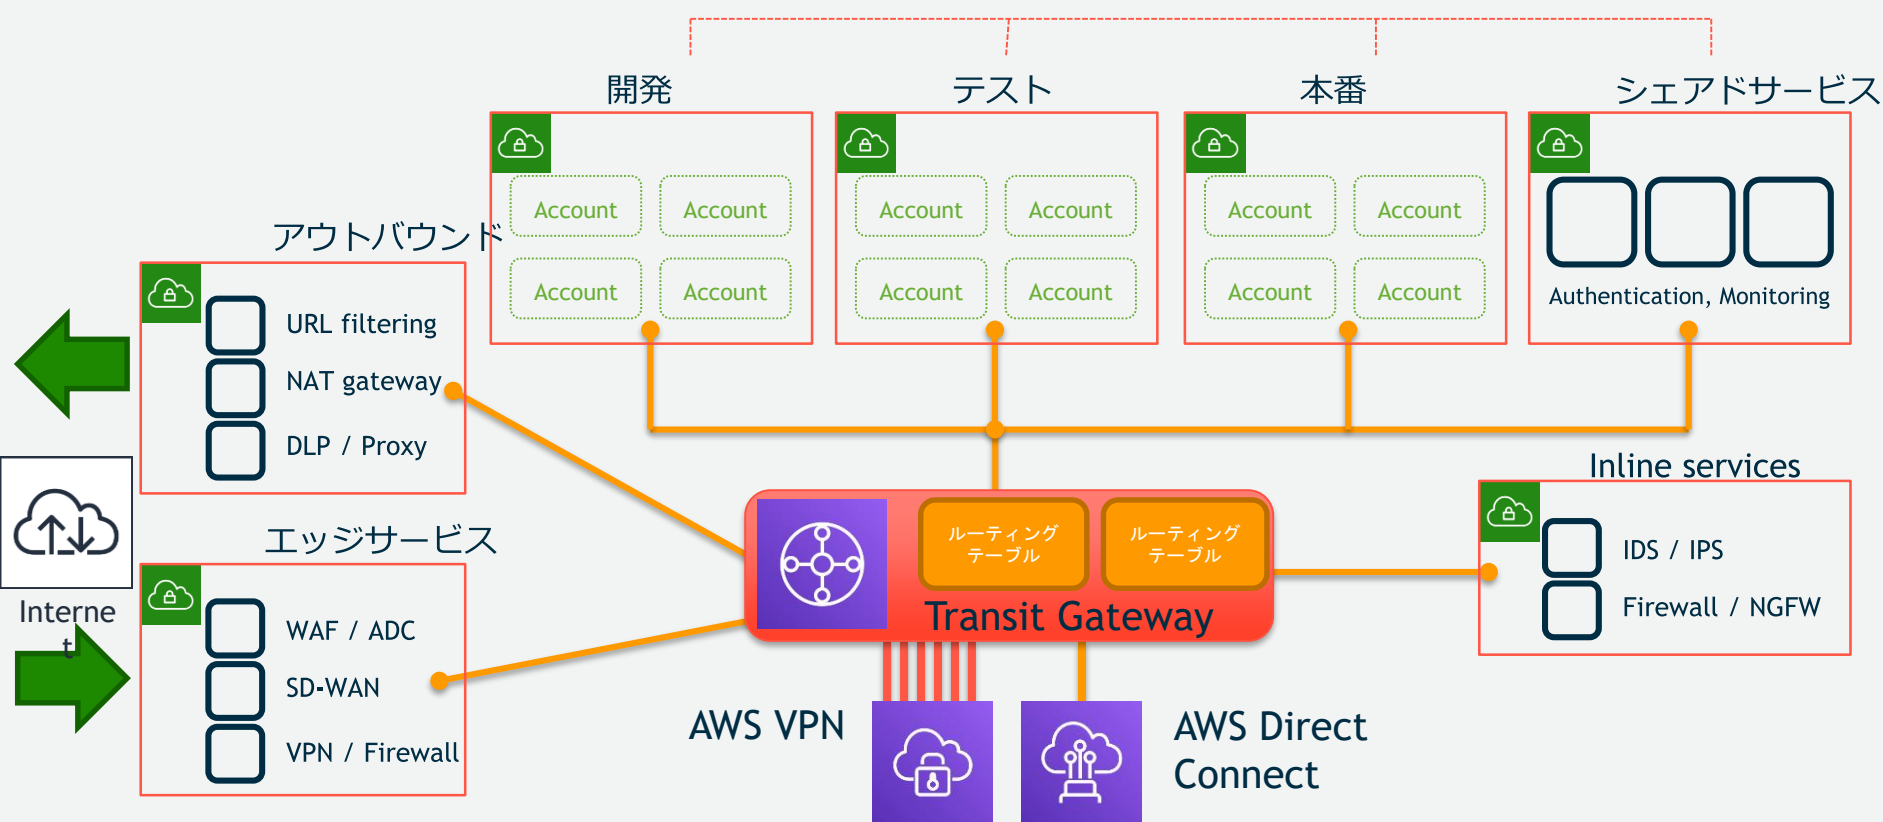 開発
テスト
本番
シェアドサービス
Account
Account
Account
Account
Account
Account
Account
Account
Account
Account
Account
Account
Authentication, Monitoring
アウトバウンド
URL filtering
NAT gateway
DLP / Proxy
Interne
t
エッジサービス
WAF / ADC
SD-WAN
VPN / Firewall
ルーティング
テーブル
ルーティング
テーブル
Transit Gateway
Inline services
IDS / IPS
Firewall / NGFW
AWS VPN
AWS Direct
Connect